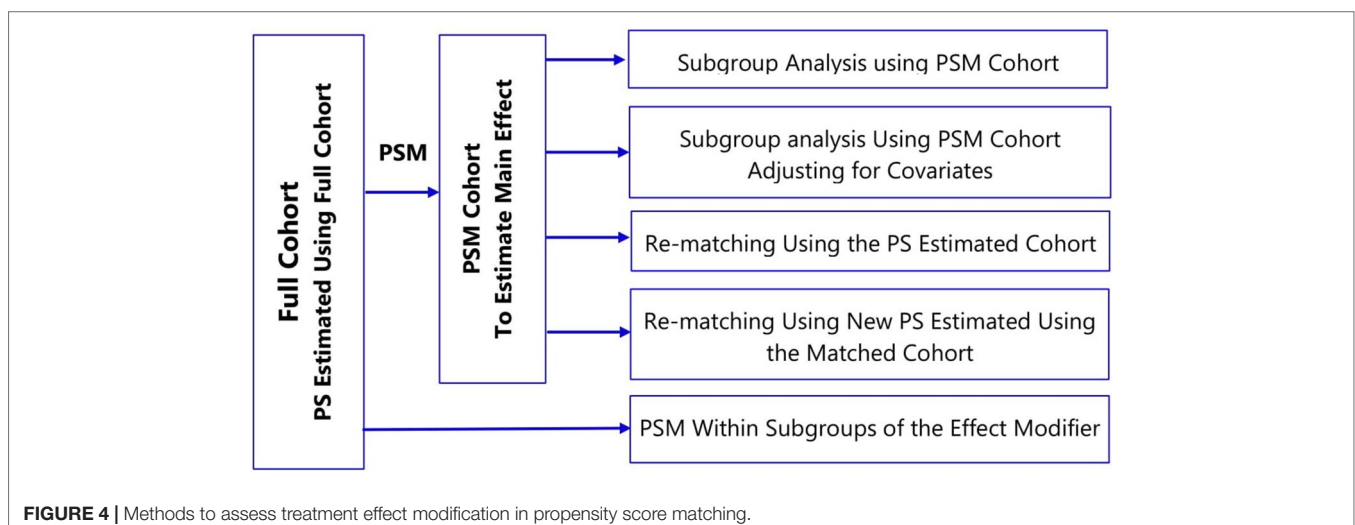 Full Cohort
PS Estimated Using Full Cohort
PSM
PSM Cohort
To Estimate Main Effect
Subgroup Analysis using PSM Cohort
Subgroup analysis Using PSM Cohort
Adjusting for Covariates
Re-matching Using the PS Estimated Cohort
Re-matching Using New PS Estimated Using
the Matched Cohort
PSM Within Subgroups of the Effect Modifier
FIGURE 4 | Methods to assess treatment effect modification in propensity score matching.